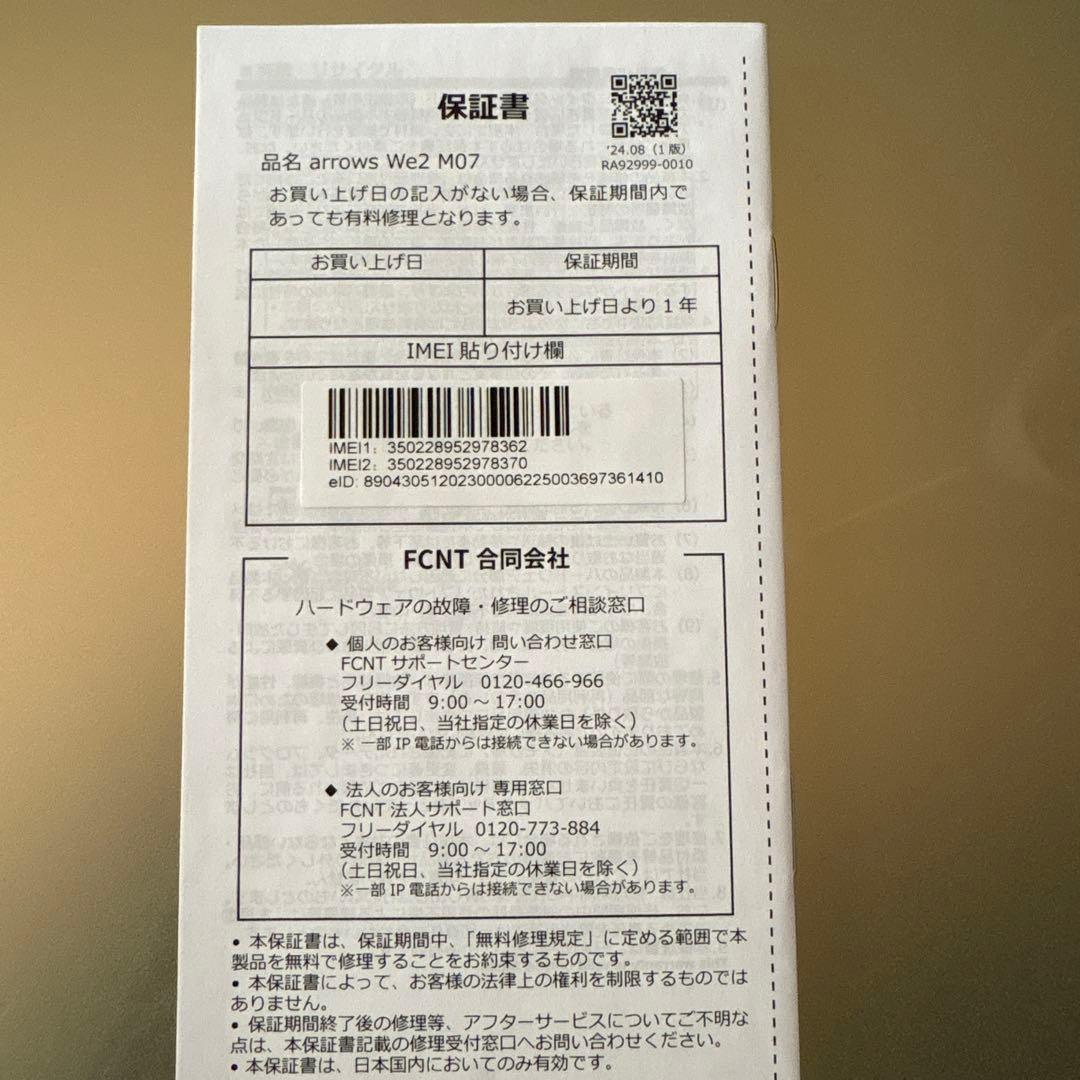 保証書
'24.08（1版）
RA92999-0010
品名 arrows We2 M07
お買い上げ日の記入がない場合、保証期間内で
あっても有料修理となります。
お買い上げ日 保証期間
お買い上げ日より 1 年
IMEI 貼り付け欄
IMEI1: 350228952978362
IMEI2: 350228952978370
eID: 89043051202300006225003697361410
FCNT 合同会社
ハードウェアの故障・修理のご相談窓口
◆ 個人のお客様向け 問い合わせ窓口
FCNT サポートセンター
フリーダイヤル 0120-466-966
受付時間 9:00 ～ 17:00
（土日祝日、当社指定の休業日を除く）
※ 一部 IP 電話からは接続できない場合があります。
◆ 法人のお客様向け 専用窓口
FCNT 法人サポート窓口
フリーダイヤル 0120-773-884
受付時間 9:00 ～ 17:00
（土日祝日、当社指定の休業日を除く）
※一部 IP 電話からは接続できない場合があります。
• 本保証書は、保証期間中、「無料修理規定」に定める範囲で本
製品を無料で修理することをお約束するものです。
• 本保証書によって、お客様の法律上の権利を制限するものでは
ありません。
• 保証期間終了後の修理等、アフターサービスについてご不明な
点は、本保証書記載の修理受付窓口へお問い合わせください。
• 本保証書は、日本国内においてのみ有効です。